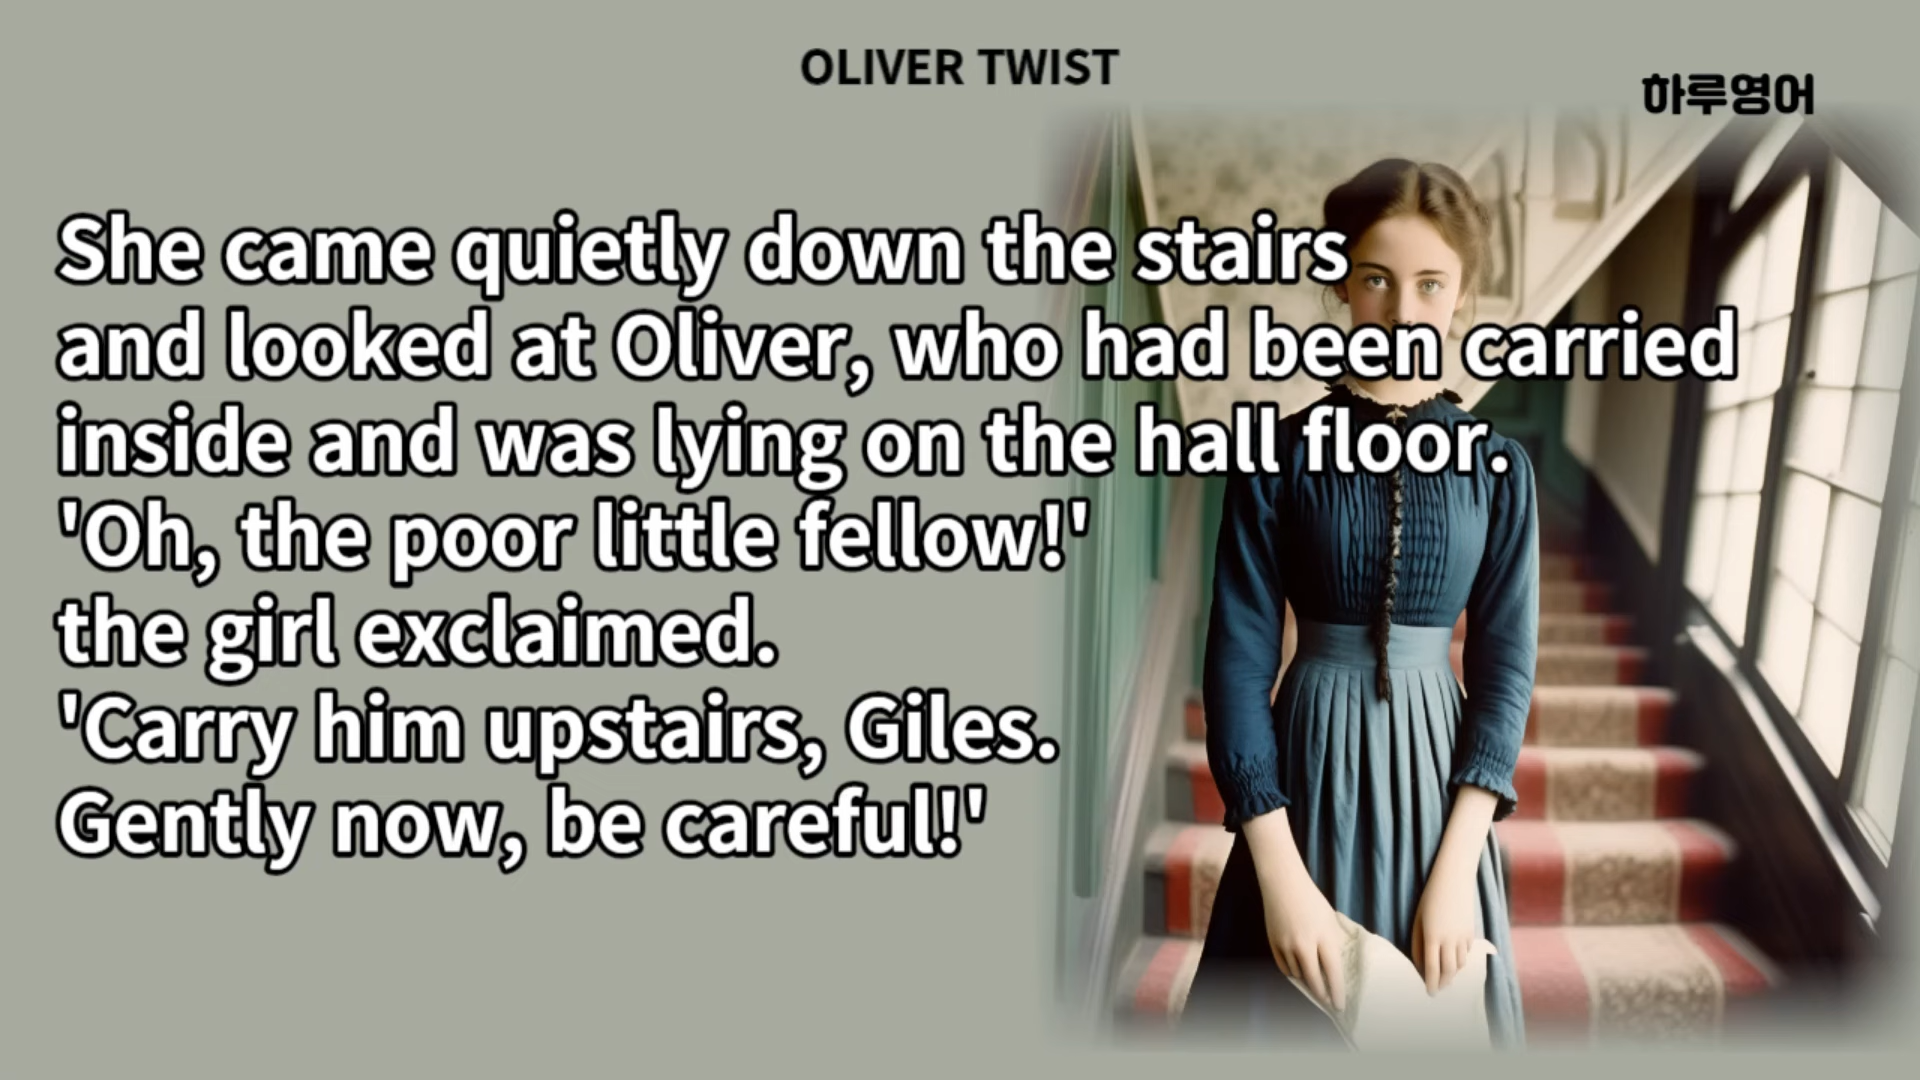 OLIVER TWIST
하루영어
She came quietly down the stairs
and looked at Oliver, who had been carried
inside and was lying on the hall floor.
'Oh, the poor little fellow!'
the girl exclaimed.
'Carry him upstairs, Giles.
Gently now, be careful!'